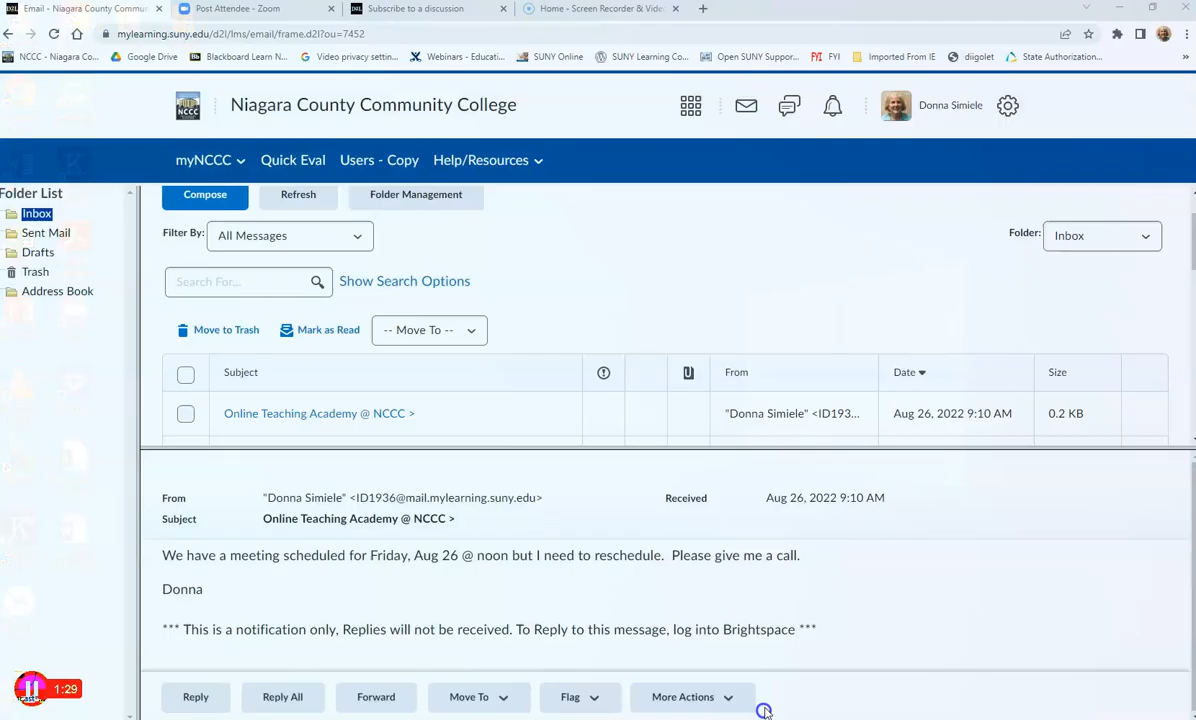 Email - Niagara County Commun
Post Attendee - Zoom
Subscribe to a discussion
Home - Screen Recorder & Vide
mylearning.suny.edu/d2l/lms/email/frame.d2l?ou=7452
NCCC - Niagara Co...
Google Drive
Blackboard Learn N...
Video privacy settin...
Webinars - Educati...
SUNY Online
SUNY Learning Co...
Open SUNY Suppor...
FYI
Imported From IE
diigolet
State Authorization...
NCCC
Niagara County Community College
Donna Simiele
myNCCC
Quick Eval
Users - Copy
Help/Resources
Folder List
Inbox
Sent Mail
Drafts
Trash
Address Book
Compose
Refresh
Folder Management
Filter By:
All Messages
Folder:
Inbox
Search For...
Show Search Options
Move to Trash
Mark as Read
-- Move To --
Subject
From
Date
Size
Online Teaching Academy @ NCCC >
"Donna Simiele" <ID193...
Aug 26, 2022 9:10 AM
0.2 KB
From
"Donna Simiele" <ID1936@mail.mylearning.suny.edu>
Received
Aug 26, 2022 9:10 AM
Subject
Online Teaching Academy @ NCCC >
We have a meeting scheduled for Friday, Aug 26 @ noon but I need to reschedule.  Please give me a call.
Donna
*** This is a notification only, Replies will not be received. To Reply to this message, log into Brightspace ***
1:29
Reply
Reply All
Forward
Move To
Flag
More Actions